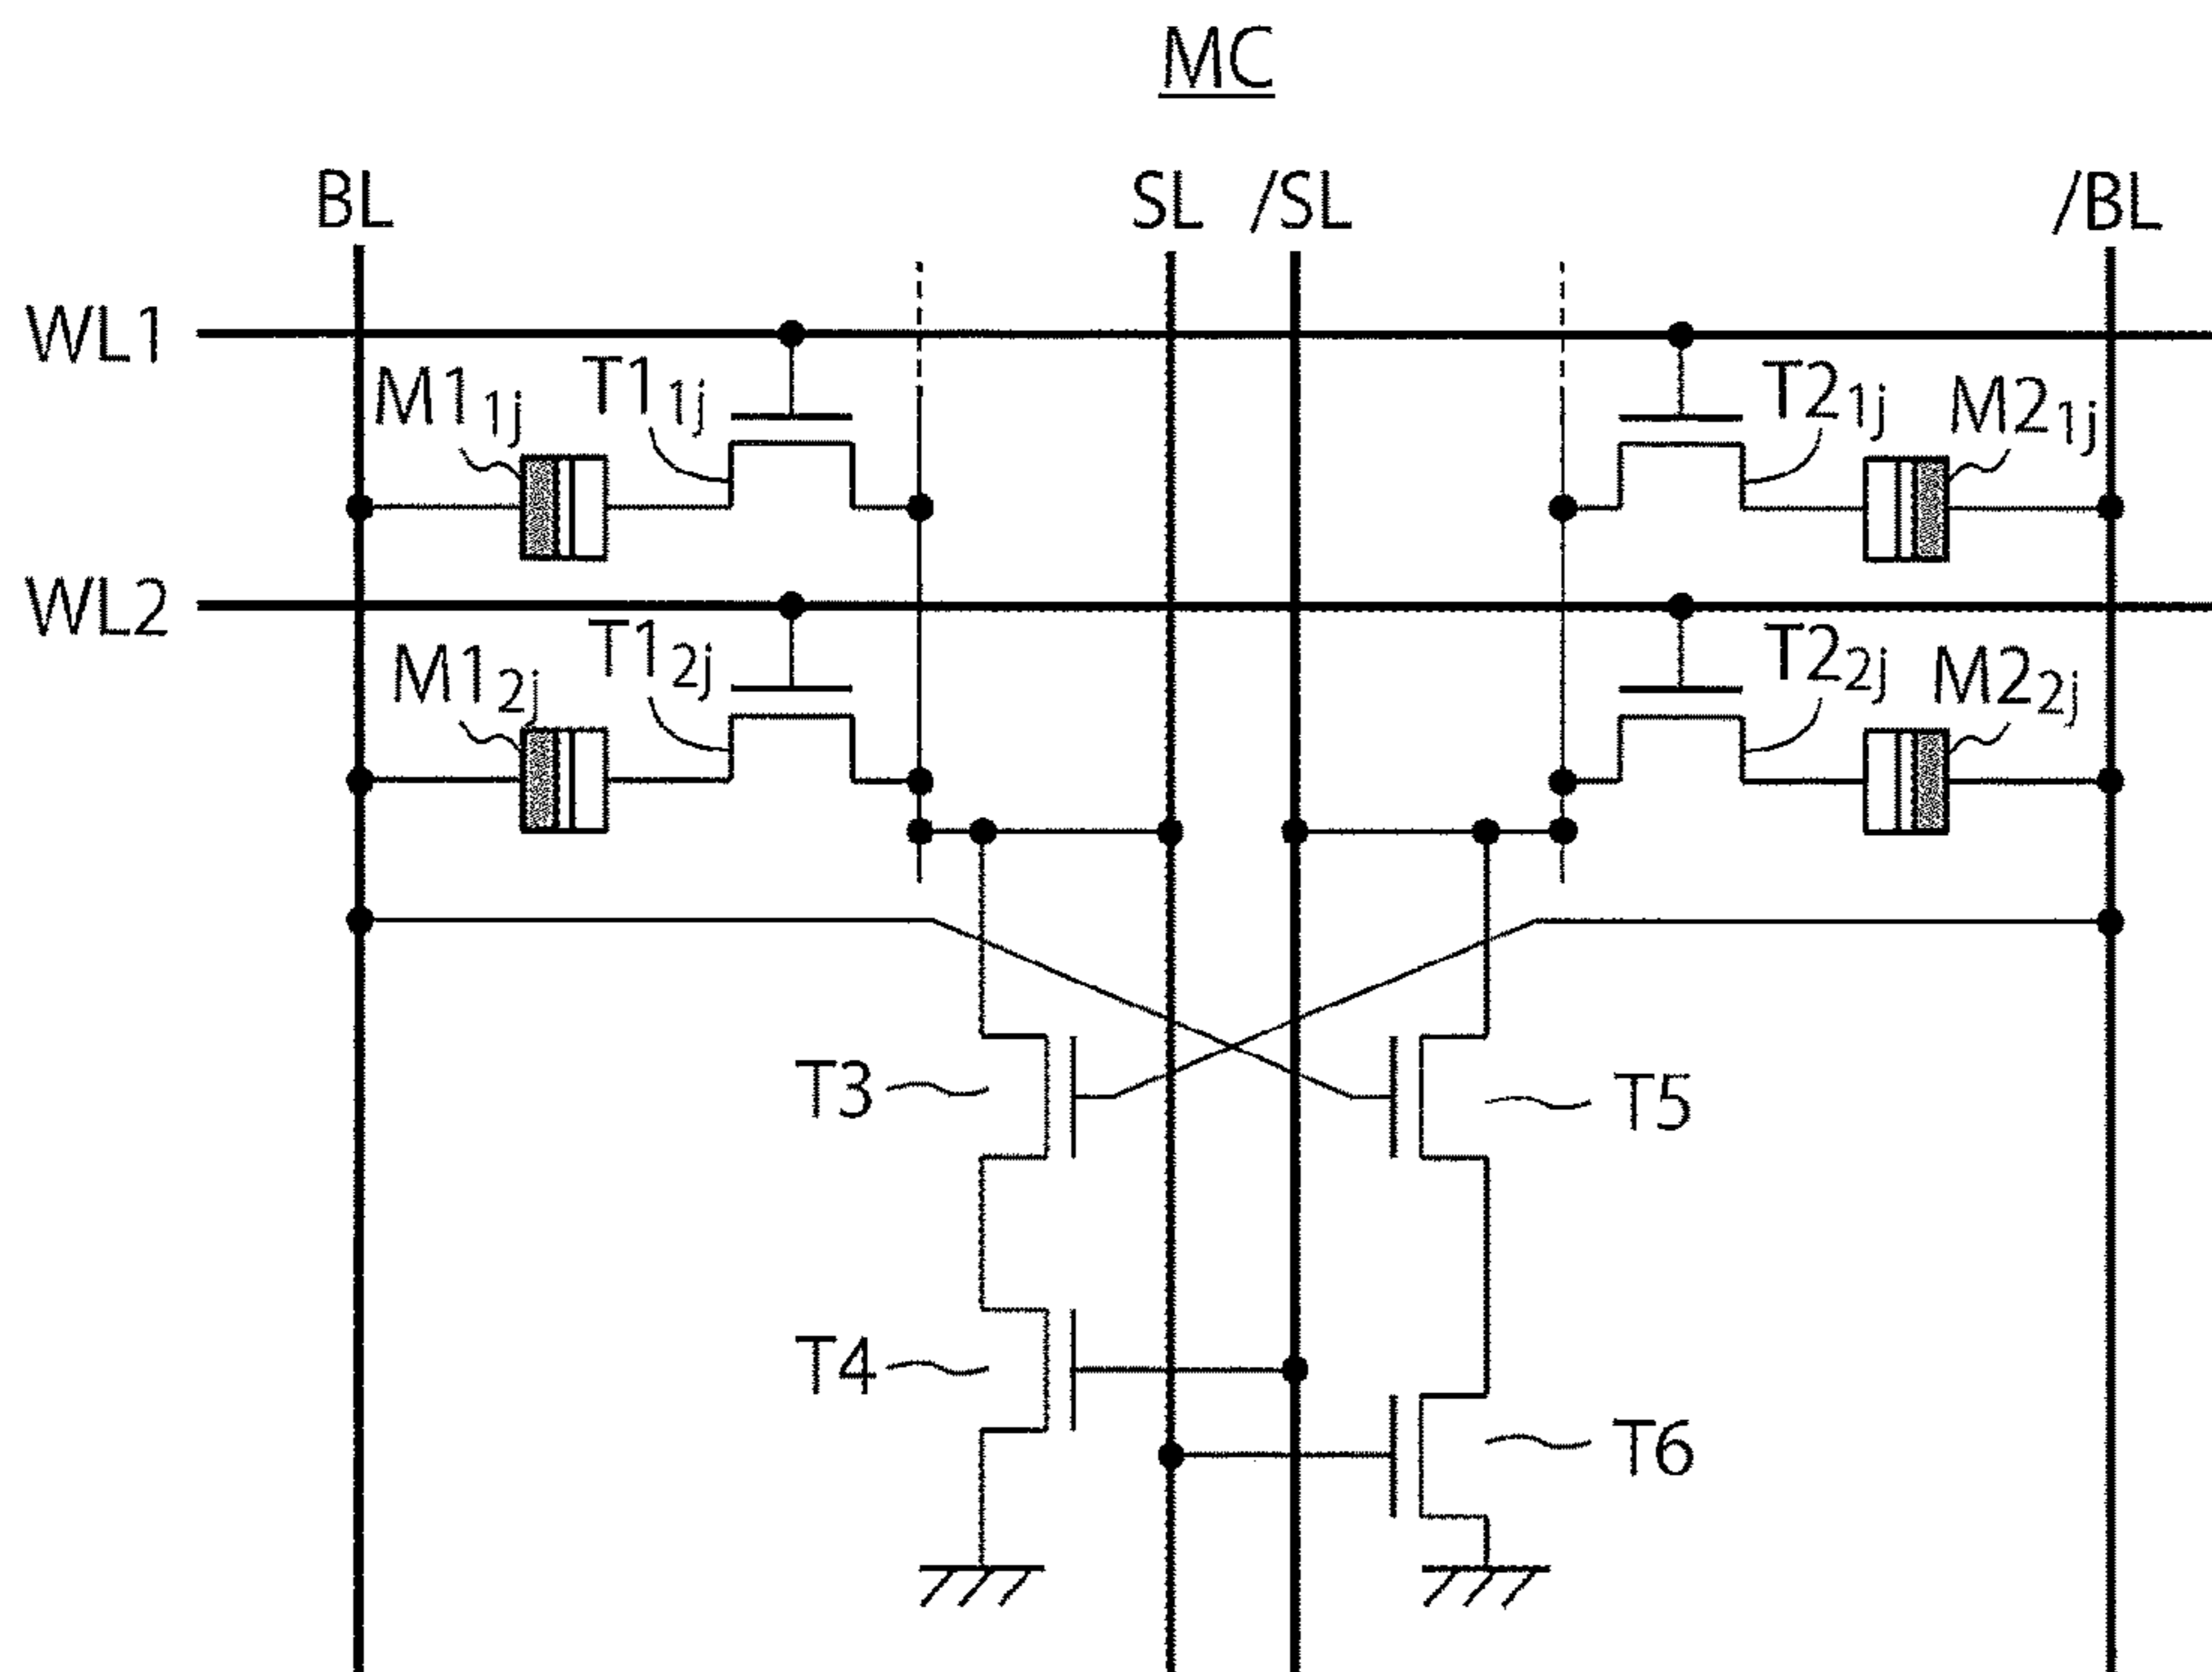 MC
BL
SL
/SL
/BL
WL1
M1₁ⱼ
T1₁ⱼ
T2₁ⱼ
M2₁ⱼ
WL2
M1₂ⱼ
T1₂ⱼ
T2₂ⱼ
M2₂ⱼ
T3
T5
T4
T6